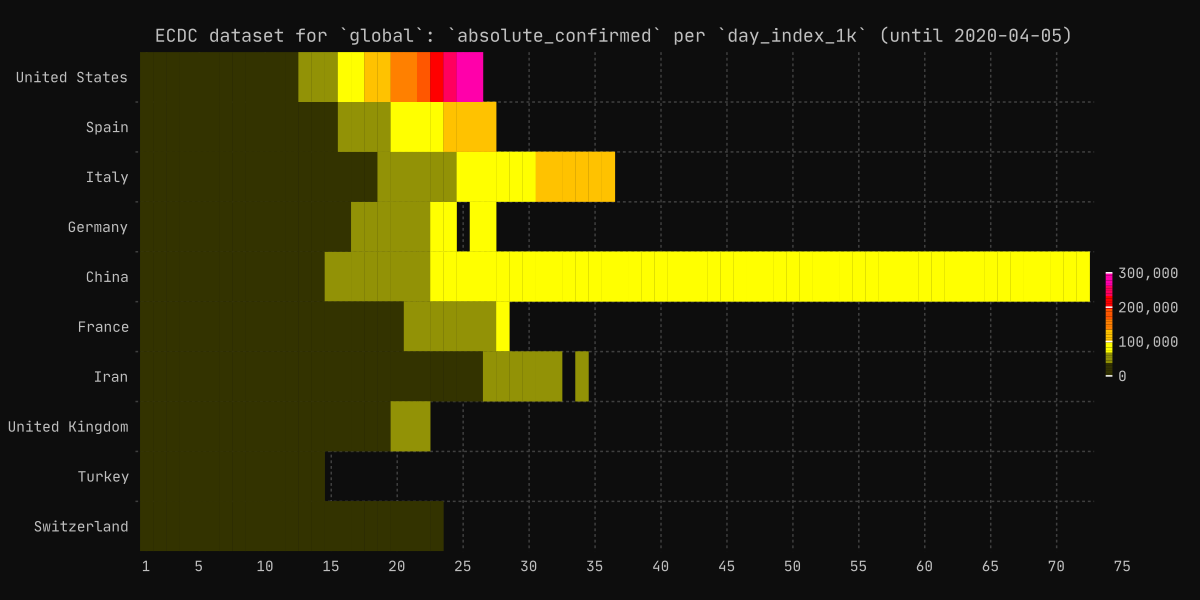 ECDC dataset for `global`: `absolute_confirmed` per `day_index_1k` (until 2020-04-05)
United States
Spain
Italy
Germany
China
France
Iran
United Kingdom
Turkey
Switzerland
300,000
200,000
100,000
0
1 5 10 15 20 25 30 35 40 45 50 55 60 65 70 75